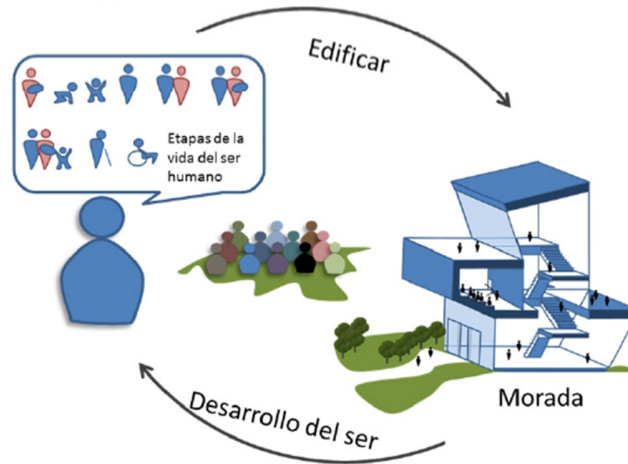 Edificar
Etapas de la
vida del ser
humano
Morada
Desarrollo del ser